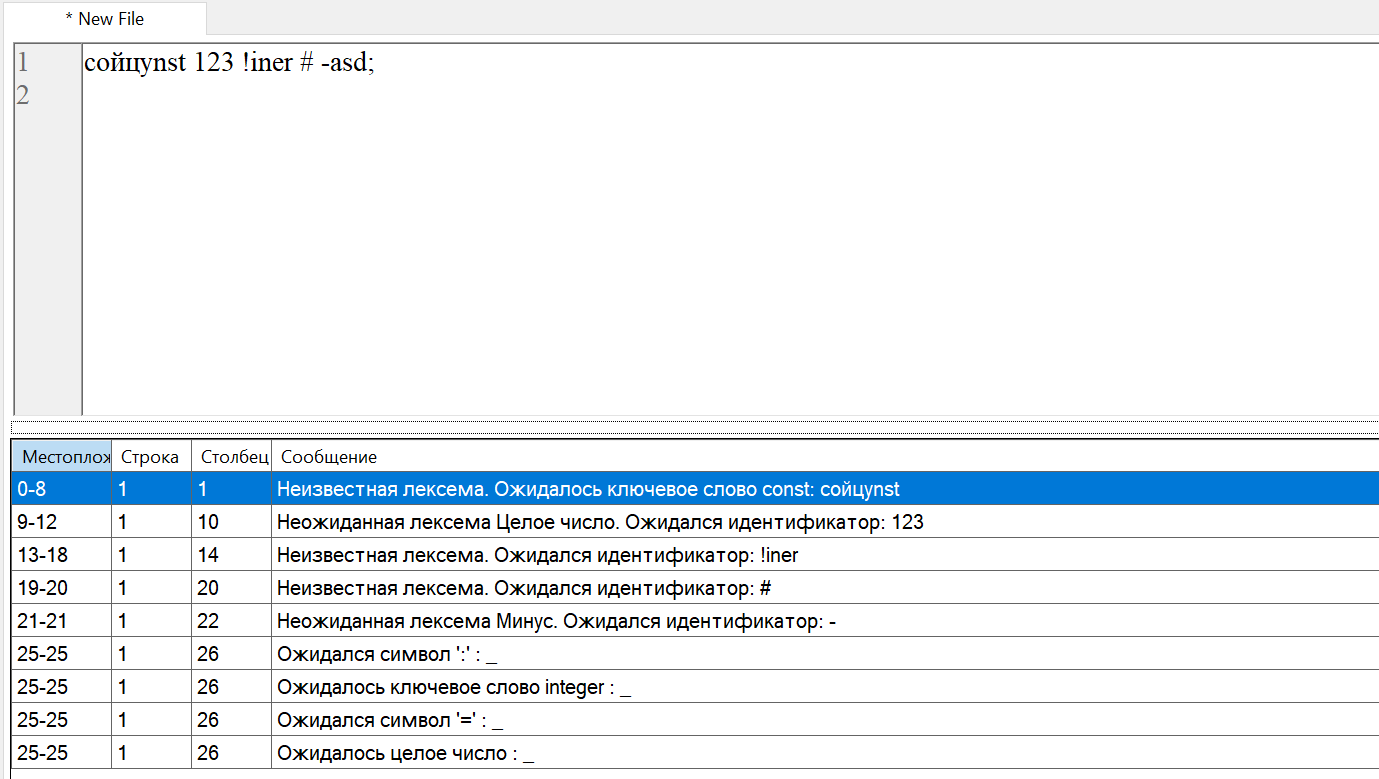 * New File
1 сойцynst 123 !iner # -asd;
2
Местополож Строка Столбец Сообщение
0-8 1 1 Неизвестная лексема. Ожидалось ключевое слово const: сойцynst
9-12 1 10 Неожиданная лексема Целое число. Ожидался идентификатор: 123
13-18 1 14 Неизвестная лексема. Ожидался идентификатор: !iner
19-20 1 20 Неизвестная лексема. Ожидался идентификатор: #
21-21 1 22 Неожиданная лексема Минус. Ожидался идентификатор: -
25-25 1 26 Ожидался символ ':' : _
25-25 1 26 Ожидалось ключевое слово integer : _
25-25 1 26 Ожидался символ '=' : _
25-25 1 26 Ожидалось целое число : _